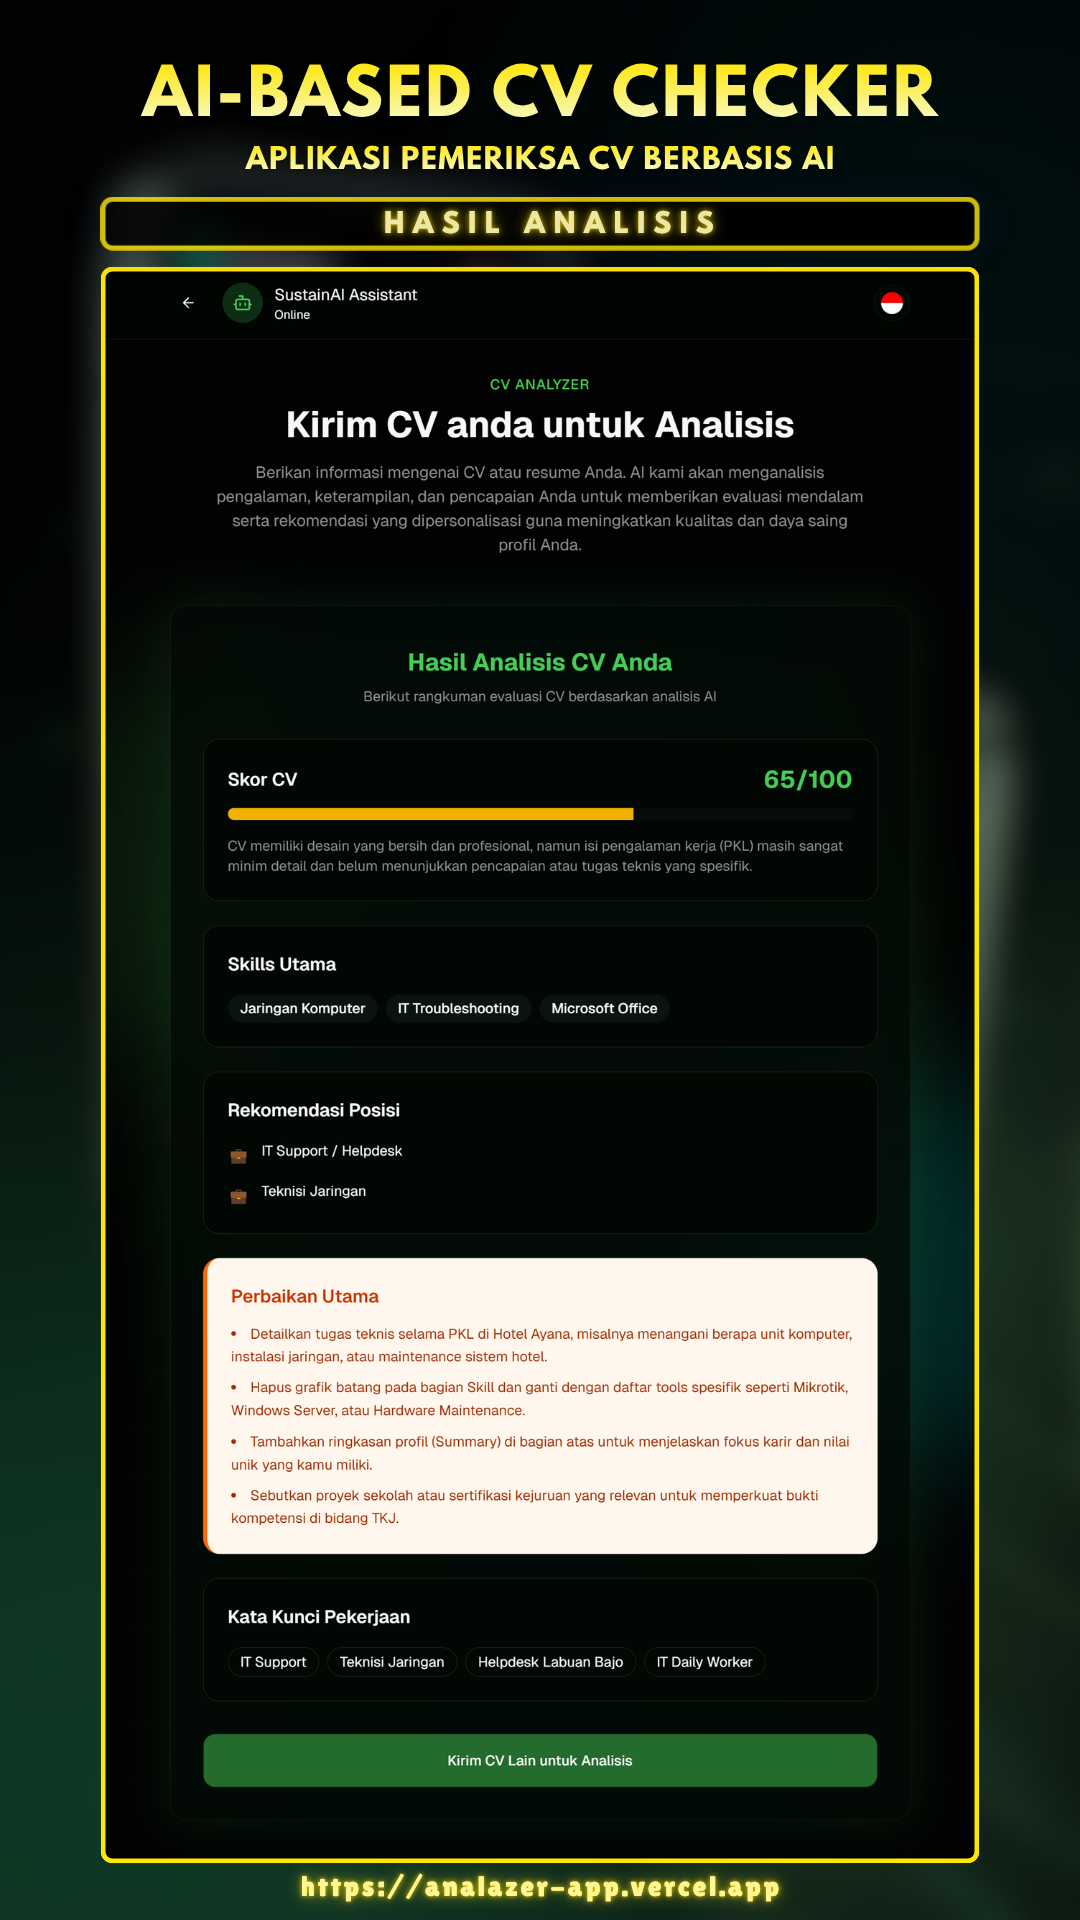 AI-BASED CV CHECKER
APLIKASI PEMERIKSA CV BERBASIS AI
HASIL ANALISIS
SustainAI Assistant
Online
CV ANALYZER
Kirim CV anda untuk Analisis
Berikan informasi mengenai CV atau resume Anda. AI kami akan menganalisis
pengalaman, keterampilan, dan pencapaian Anda untuk memberikan evaluasi mendalam
serta rekomendasi yang dipersonalisasi guna meningkatkan kualitas dan daya saing
profil Anda.
Hasil Analisis CV Anda
Berikut rangkuman evaluasi CV berdasarkan analisis AI
Skor CV
65/100
CV memiliki desain yang bersih dan profesional, namun isi pengalaman kerja (PKL) masih sangat
minim detail dan belum menunjukkan pencapaian atau tugas teknis yang spesifik.
Skills Utama
Jaringan Komputer
IT Troubleshooting
Microsoft Office
Rekomendasi Posisi
IT Support / Helpdesk
Teknisi Jaringan
Perbaikan Utama
• Detailkan tugas teknis selama PKL di Hotel Ayana, misalnya menangani berapa unit komputer,
instalasi jaringan, atau maintenance sistem hotel.
• Hapus grafik batang pada bagian Skill dan ganti dengan daftar tools spesifik seperti Mikrotik,
Windows Server, atau Hardware Maintenance.
• Tambahkan ringkasan profil (Summary) di bagian atas untuk menjelaskan fokus karir dan nilai
unik yang kamu miliki.
• Sebutkan proyek sekolah atau sertifikasi kejuruan yang relevan untuk memperkuat bukti
kompetensi di bidang TKJ.
Kata Kunci Pekerjaan
IT Support
Teknisi Jaringan
Helpdesk Labuan Bajo
IT Daily Worker
Kirim CV Lain untuk Analisis
https://analazer-app.vercel.app